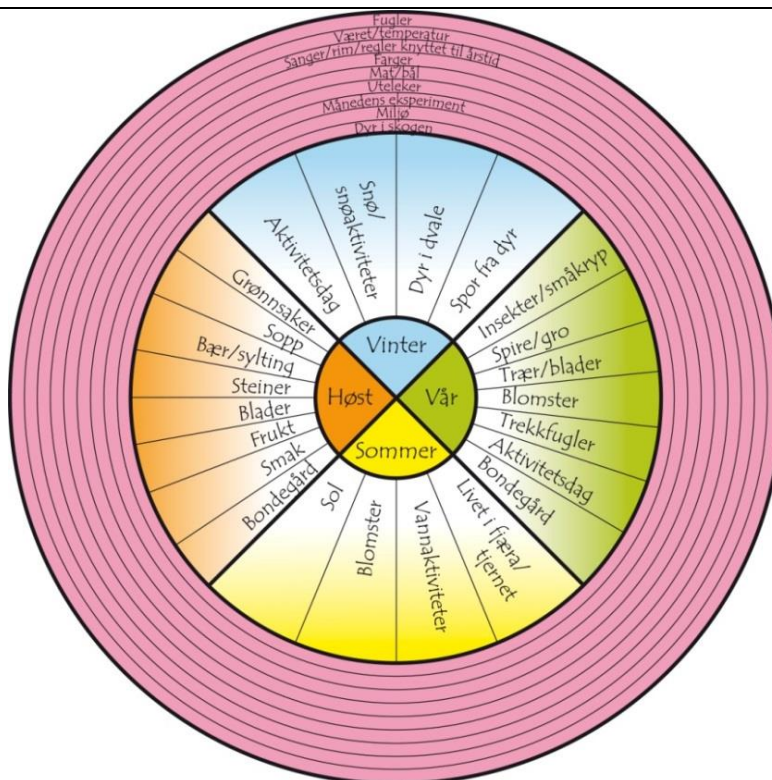 Fugler
Været/temperatur
Sanger/rim/regler knyttet til årstid
Farger
Mat/bål
Uteleker
Månedens eksperiment
Miljø
Dyr i skogen
Aktivitetsdag
Snø/
snøaktiviteter
Dyr i dvale
Spor fra dyr
Insekter/småkryp
Spire/gro
Trær/blader
Blomster
Trekkfugler
Aktivitetsdag
Bondegård
Livet i fjæra/
tjernet
Vannaktiviteter
Blomster
Sol
Bondegård
Smak
Frukt
Blader
Steiner
Bær/sylting
Sopp
Grønnsaker
Vinter
Vår
Sommer
Høst